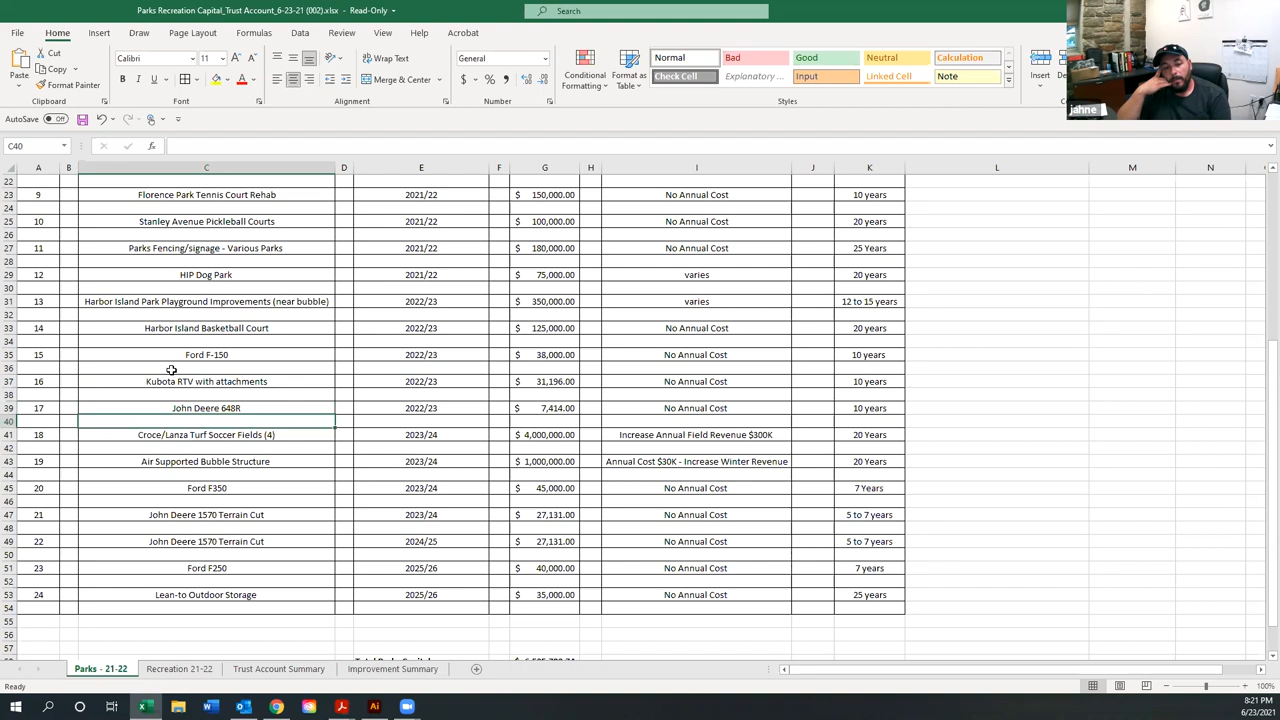 Parks Recreation Capital_Trust Account_6-23-21 (002).xlsx - Read-Only
Search
File Home Insert Draw Page Layout Formulas Data Review View Help Acrobat
Cut
Copy
Format Painter
Paste
Clipboard
Calibri 11
B I U
Font
Wrap Text
Merge & Center
Alignment
General
$ % ,
Number
Conditional Formatting
Format as Table
Normal Bad Good Neutral Calculation
Check Cell Explanatory ... Input Linked Cell Note
Styles
Insert
jahne
AutoSave Off
C40
fx
A B C D E F G H I J K L M N
22
23 9 Florence Park Tennis Court Rehab 2021/22 $ 150,000.00 No Annual Cost 10 years
24
25 10 Stanley Avenue Pickleball Courts 2021/22 $ 100,000.00 No Annual Cost 20 years
26
27 11 Parks Fencing/signage - Various Parks 2021/22 $ 180,000.00 No Annual Cost 25 Years
28
29 12 HIP Dog Park 2021/22 $ 75,000.00 varies 20 years
30
31 13 Harbor Island Park Playground Improvements (near bubble) 2022/23 $ 350,000.00 varies 12 to 15 years
32
33 14 Harbor Island Basketball Court 2022/23 $ 125,000.00 No Annual Cost 20 years
34
35 15 Ford F-150 2022/23 $ 38,000.00 No Annual Cost 10 years
36
37 16 Kubota RTV with attachments 2022/23 $ 31,196.00 No Annual Cost 10 years
38
39 17 John Deere 648R 2022/23 $ 7,414.00 No Annual Cost 10 years
40
41 18 Croce/Lanza Turf Soccer Fields (4) 2023/24 $ 4,000,000.00 Increase Annual Field Revenue $300K 20 Years
42
43 19 Air Supported Bubble Structure 2023/24 $ 1,000,000.00 Annual Cost $30K - Increase Winter Revenue 20 Years
44
45 20 Ford F350 2023/24 $ 45,000.00 No Annual Cost 7 Years
46
47 21 John Deere 1570 Terrain Cut 2023/24 $ 27,131.00 No Annual Cost 5 to 7 years
48
49 22 John Deere 1570 Terrain Cut 2024/25 $ 27,131.00 No Annual Cost 5 to 7 years
50
51 23 Ford F250 2025/26 $ 40,000.00 No Annual Cost 7 years
52
53 24 Lean-to Outdoor Storage 2025/26 $ 35,000.00 No Annual Cost 25 years
54
55
56
57
Parks - 21-22 Recreation 21-22 Trust Account Summary Improvement Summary
Ready
100%
8:21 PM
6/23/2021